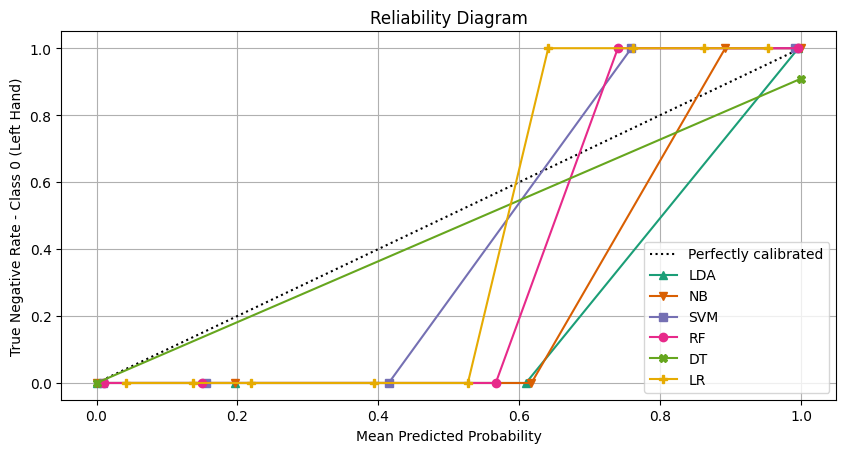 Reliability Diagram
True Negative Rate - Class 0 (Left Hand)
1.0
0.8
0.6
0.4
0.2
0.0
Perfectly calibrated
LDA
NB
SVM
RF
DT
LR
0.0 0.2 0.4 0.6 0.8 1.0
Mean Predicted Probability